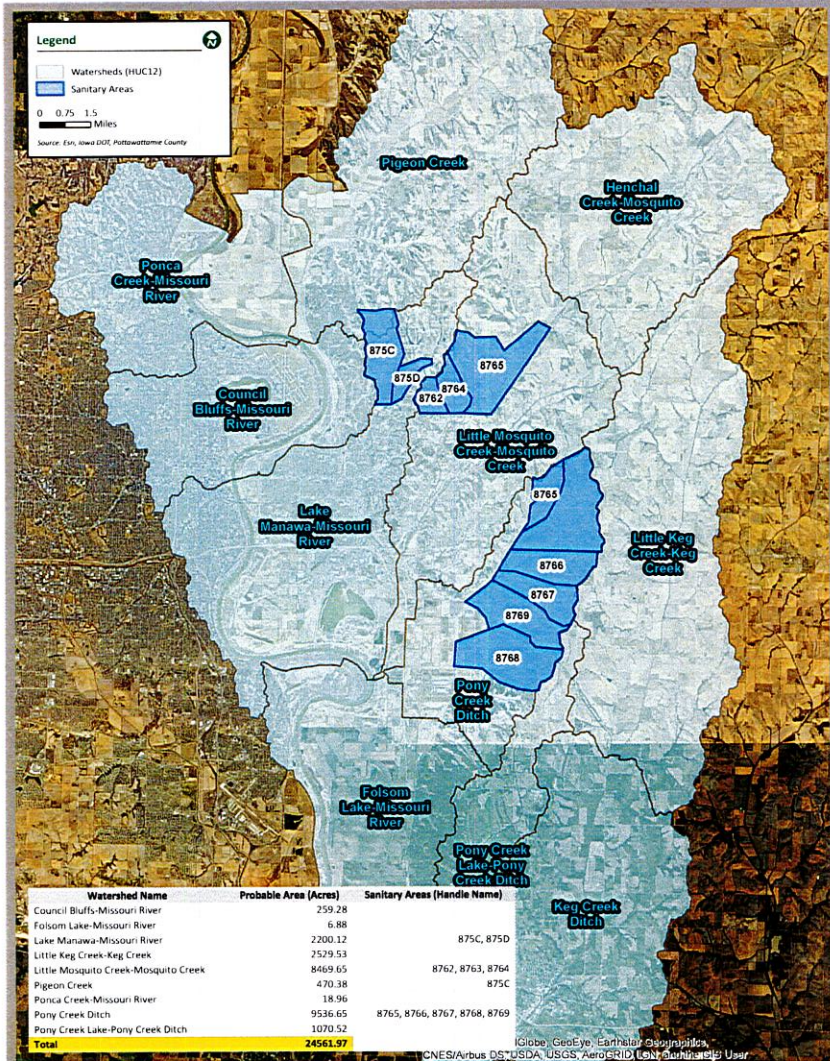 Legend
N
Watersheds (HUC12)
Sanitary Areas
0 0.75 1.5
Miles
Source: Esri, Iowa DOT, Pottawattamie County
Pigeon Creek
Henchal
Creek-Mosquito
Creek
Ponca
Creek-Missouri
River
875C
875D
8762
8764
8765
Council
Bluffs-Missouri
River
Little Mosquito
Creek-Mosquito
Creek
8765
Lake
Manawa-Missouri
River
Little Keg
Creek-Keg
Creek
8766
8767
8769
8768
Pony
Creek
Ditch
Folsom
Lake-Missouri
River
Pony Creek
Lake-Pony
Creek Ditch
Keg Creek
Ditch
Watershed Name Probable Area (Acres) Sanitary Areas (Handle Name)
Council Bluffs-Missouri River 259.28
Folsom Lake-Missouri River 6.88
Lake Manawa-Missouri River 2200.12 875C, 875D
Little Keg Creek-Keg Creek 2529.53
Little Mosquito Creek-Mosquito Creek 8469.65 8762, 8763, 8764
Pigeon Creek 470.38 875C
Ponca Creek-Missouri River 18.96
Pony Creek Ditch 9536.65 8765, 8766, 8767, 8768, 8769
Pony Creek Lake-Pony Creek Ditch 1070.52
Total 24561.97
lGlobe, GeoEye, Earthstar Geographics,
CNES/Airbus DS, USDA, USGS, AeroGRID, IGN, and the GIS User